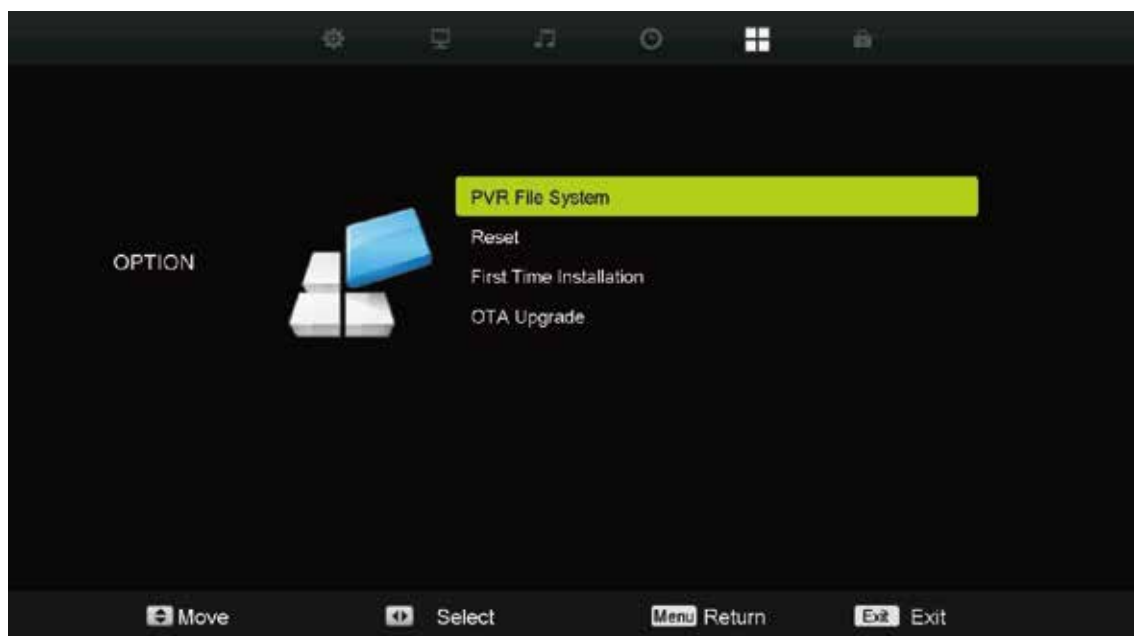 PVR File System
Reset
OPTION
First Time Installation
OTA Upgrade
Move
Select
Menu Return
Exit Exit